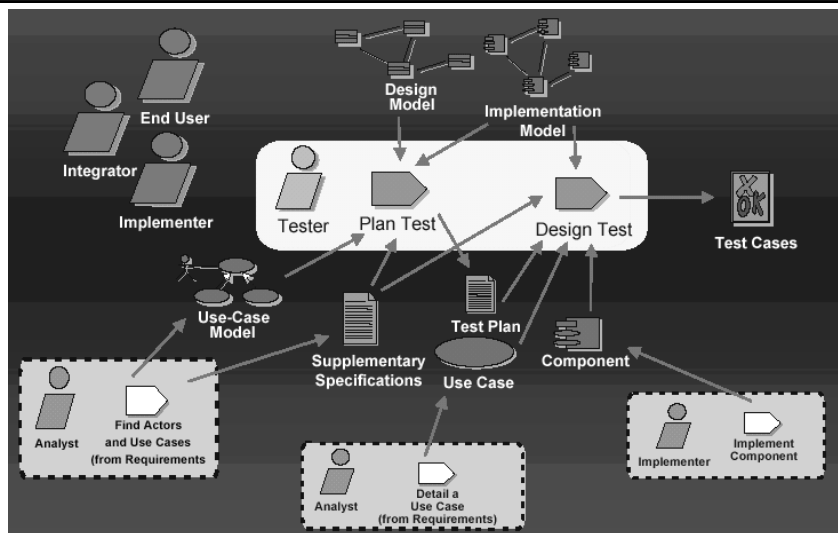 End User
Integrator
Implementer
Design
Model
Implementation
Model
Tester
Plan Test
Design Test
Test Cases
X
OK
Use-Case
Model
Supplementary
Specifications
Test Plan
Use Case
Component
Analyst
Find Actors
and Use Cases
(from Requirements
Analyst
Detail a
Use Case
(from Requirements)
Implementer
Implement
Component